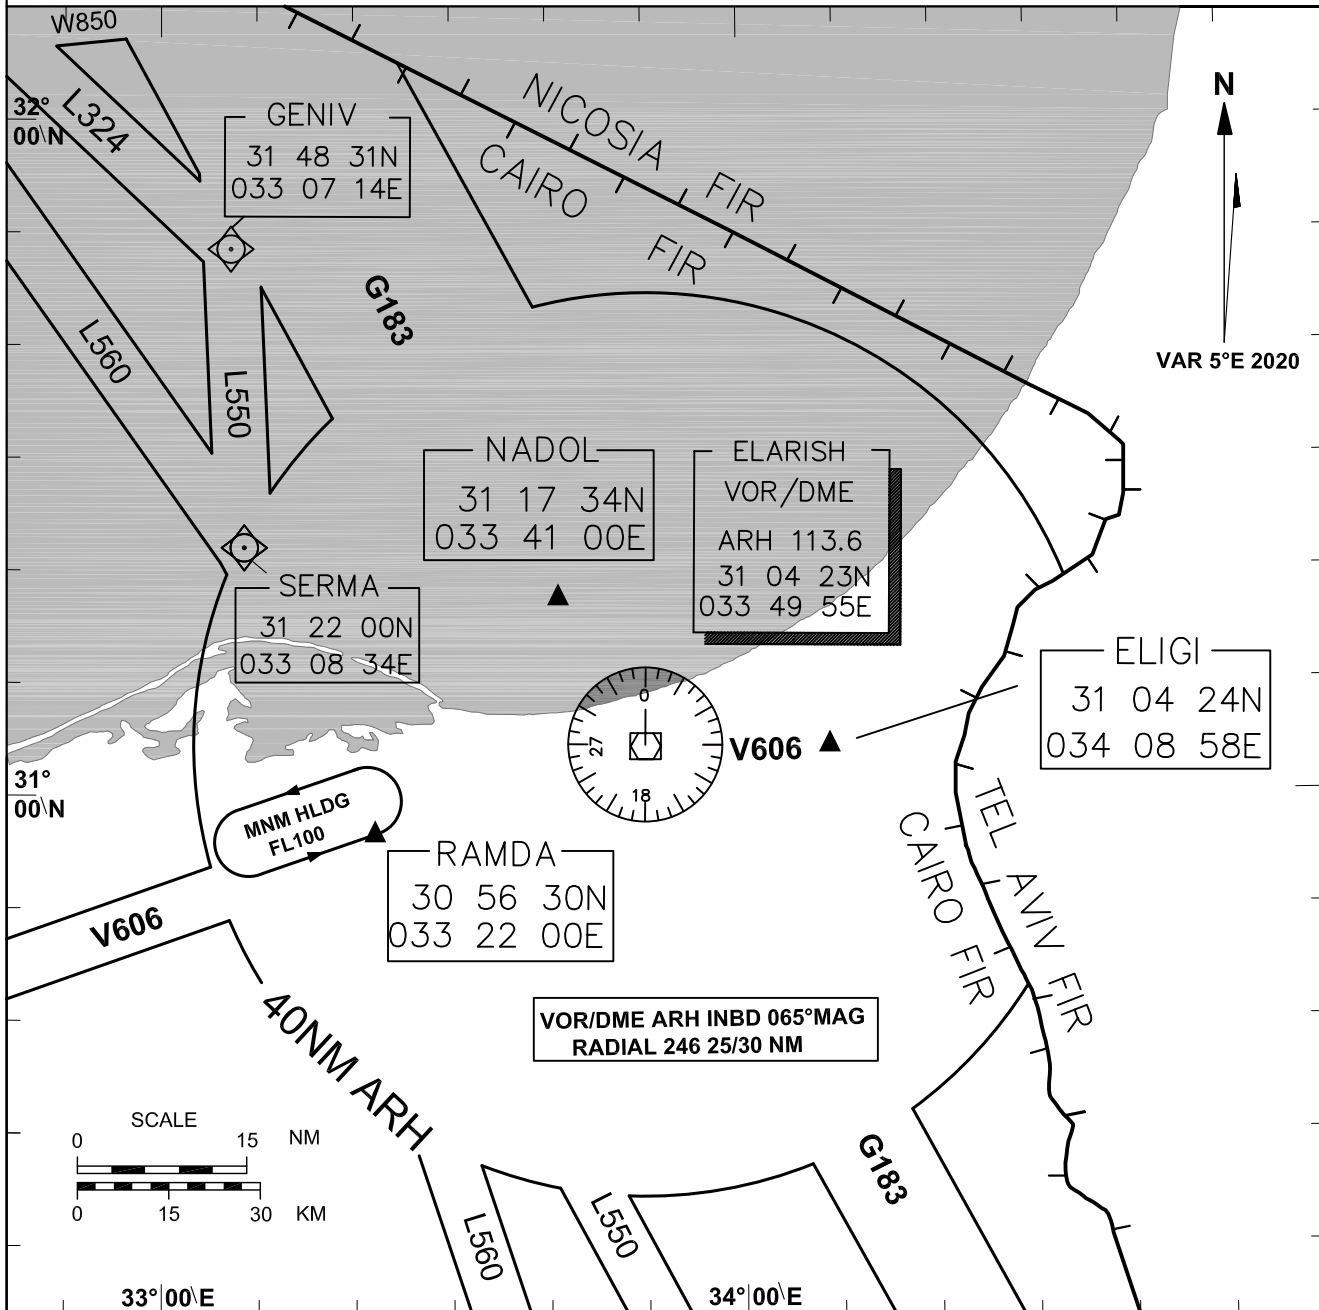 W850
32°
00\N
L324
GENIV
31 48 31N
033 07 14E
NICOSIA FIR
CAIRO FIR
N
VAR 5°E 2020
G183
L560
L550
NADOL
31 17 34N
033 41 00E
ELARISH
VOR/DME
ARH 113.6
31 04 23N
033 49 55E
SERMA
31 22 00N
033 08 34E
ELIGI
31 04 24N
034 08 58E
0
27
18
V606
31°
00\N
MNM HLDG
FL100
RAMDA
30 56 30N
033 22 00E
TEL AVIV FIR
CAIRO FIR
V606
40NM ARH
VOR/DME ARH INBD 065°MAG
RADIAL 246 25/30 NM
SCALE
0 15 NM
0 15 30 KM
G183
L560
L550
33°00\E
34°00\E